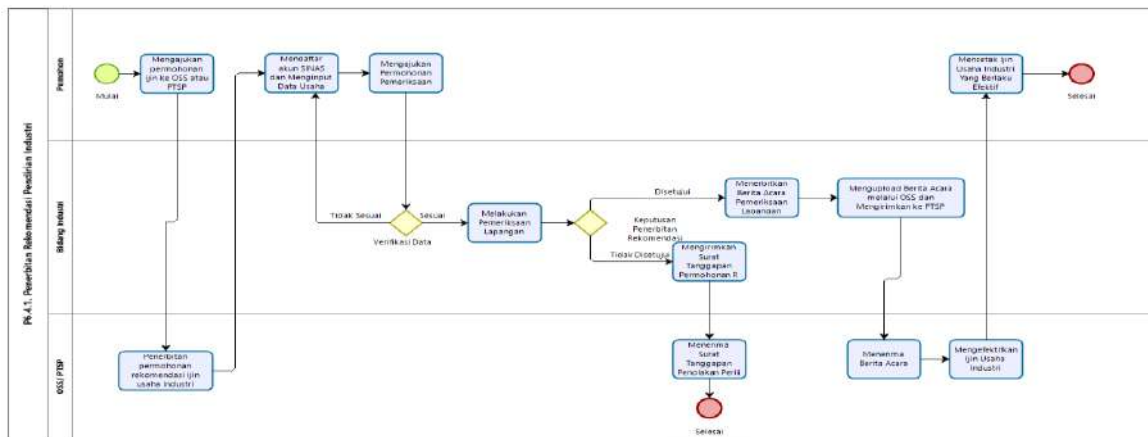 P6.4.1. Penerbitan Rekomendasi Pendirian Industri
Pemohon
Mulai
Mengajukan
permohonan
ijin ke OSS atau
PTSP
Mendaftar
akun SINAS
dan Menginput
Data Usaha
Mengajukan
Permohonan
Pemeriksaan
Mencetak Ijin
Usaha Industri
Yang Berlaku
Efektif
Selesai
Bidang Industri
Tidak Sesuai
Sesuai
Verifikasi Data
Melakukan
Pemeriksaan
Lapangan
Disetujui
Keputusan
Penerbitan
Rekomendasi
Tidak Disetujui
Menerbitkan
Berita Acara
Pemeriksaan
Lapangan
Mengupload Berita Acara
melalui OSS dan
Mengirimkan ke PTSP
Mengirimkan
Surat
Tanggapan
Permohonan R
OSS/ PTSP
Penerbitan
permohonan
rekomendasi ijin
usaha Industri
Menerima
Surat
Tanggapan
Penolakan
Selesai
Menerima
Berita Acara
Mengefektifkan
Ijin Usaha
Industri